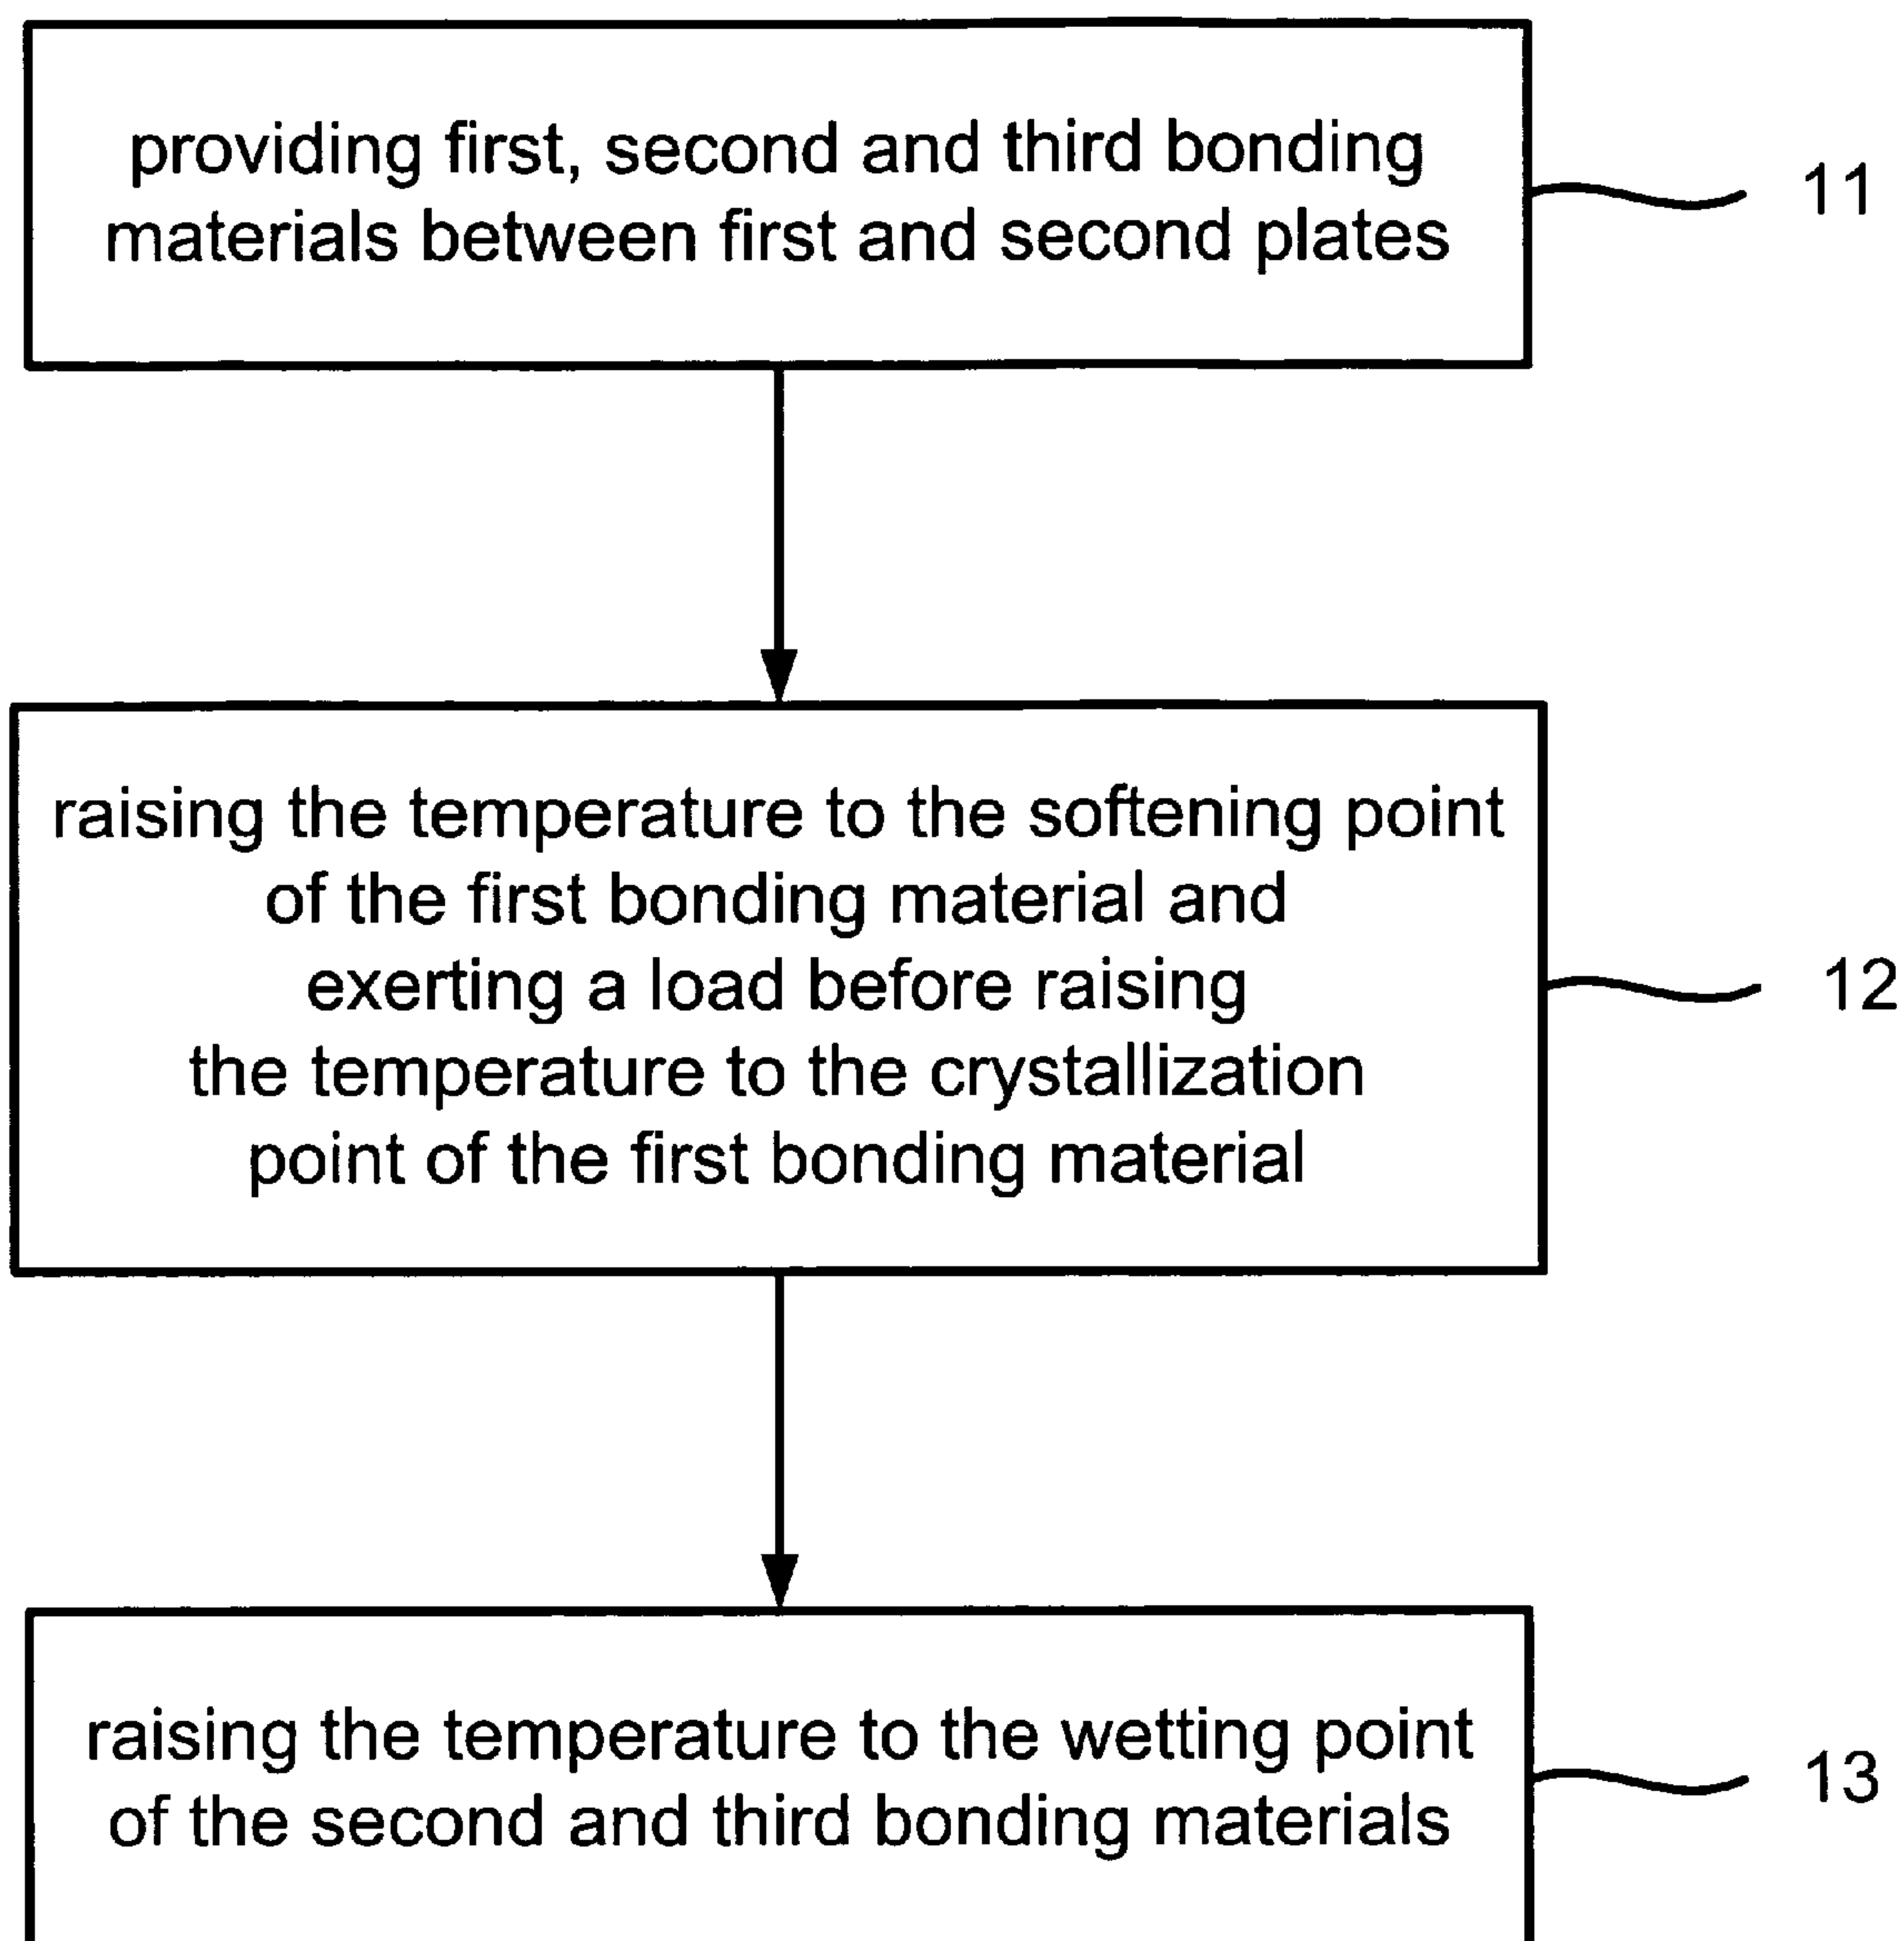 providing first, second and third bonding
materials between first and second plates
11
raising the temperature to the softening point
of the first bonding material and
exerting a load before raising
the temperature to the crystallization
point of the first bonding material
12
raising the temperature to the wetting point
of the second and third bonding materials
13